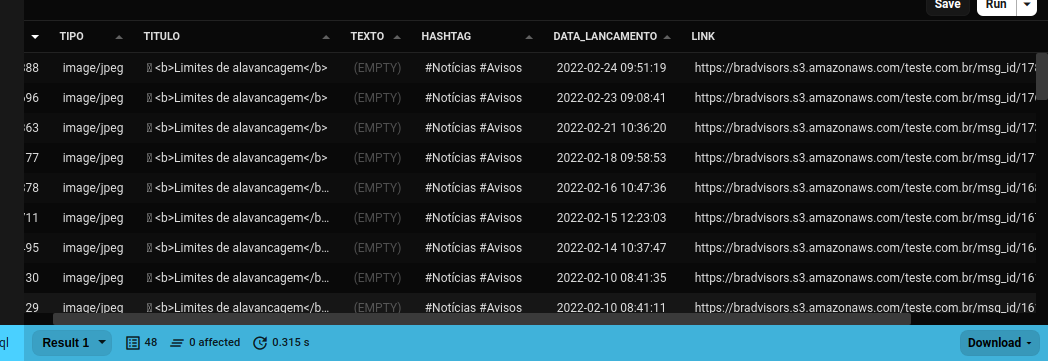 Save Run
TIPO TITULO TEXTO HASHTAG DATA_LANCAMENTO LINK
388 image/jpeg <b>Limites de alavancagem</b> (EMPTY) #Notícias #Avisos 2022-02-24 09:51:19 https://bradvisors.s3.amazonaws.com/teste.com.br/msg_id/178
96 image/jpeg <b>Limites de alavancagem</b> (EMPTY) #Notícias #Avisos 2022-02-23 09:08:41 https://bradvisors.s3.amazonaws.com/teste.com.br/msg_id/17
363 image/jpeg <b>Limites de alavancagem</b> (EMPTY) #Notícias #Avisos 2022-02-21 10:36:20 https://bradvisors.s3.amazonaws.com/teste.com.br/msg_id/17
77 image/jpeg <b>Limites de alavancagem</b> (EMPTY) #Notícias #Avisos 2022-02-18 09:58:53 https://bradvisors.s3.amazonaws.com/teste.com.br/msg_id/17
378 image/jpeg <b>Limites de alavancagem</b... (EMPTY) #Notícias #Avisos 2022-02-16 10:47:36 https://bradvisors.s3.amazonaws.com/teste.com.br/msg_id/16
711 image/jpeg <b>Limites de alavancagem</b... (EMPTY) #Notícias #Avisos 2022-02-15 12:23:03 https://bradvisors.s3.amazonaws.com/teste.com.br/msg_id/16
495 image/jpeg <b>Limites de alavancagem</b... (EMPTY) #Notícias #Avisos 2022-02-14 10:37:47 https://bradvisors.s3.amazonaws.com/teste.com.br/msg_id/164
30 image/jpeg <b>Limites de alavancagem</b... (EMPTY) #Notícias #Avisos 2022-02-10 08:41:35 https://bradvisors.s3.amazonaws.com/teste.com.br/msg_id/16
29 image/jpeg <b>Limites de alavancagem</b... (EMPTY) #Notícias #Avisos 2022-02-10 08:41:11 https://bradvisors.s3.amazonaws.com/teste.com.br/msg_id/16
ql Result 1 48 0 affected 0.315 s Download